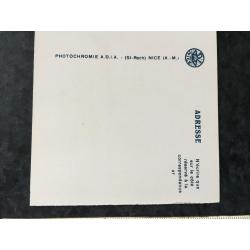 PHOTOCHROMIE A.D.I.A. - (St-Roch) NICE (A.-M.)
ADRESSE
N'écrire que
sur le côté
réservé à la
correspondance
et